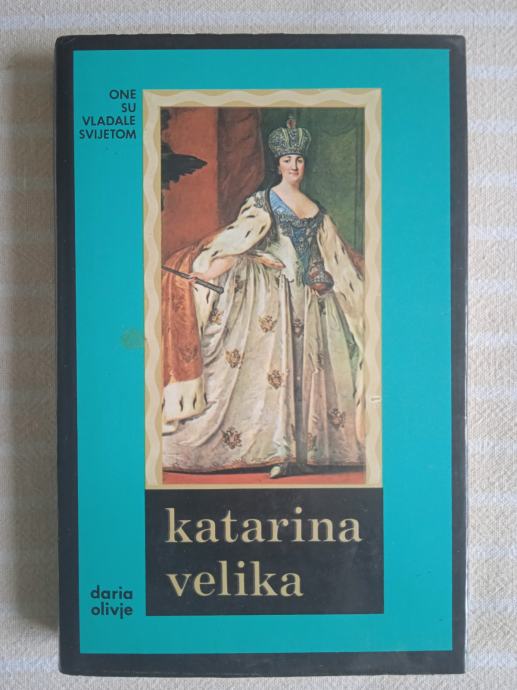 ONE
SU
VLADALE
SVIJETOM
katarina
velika
daria
olivje